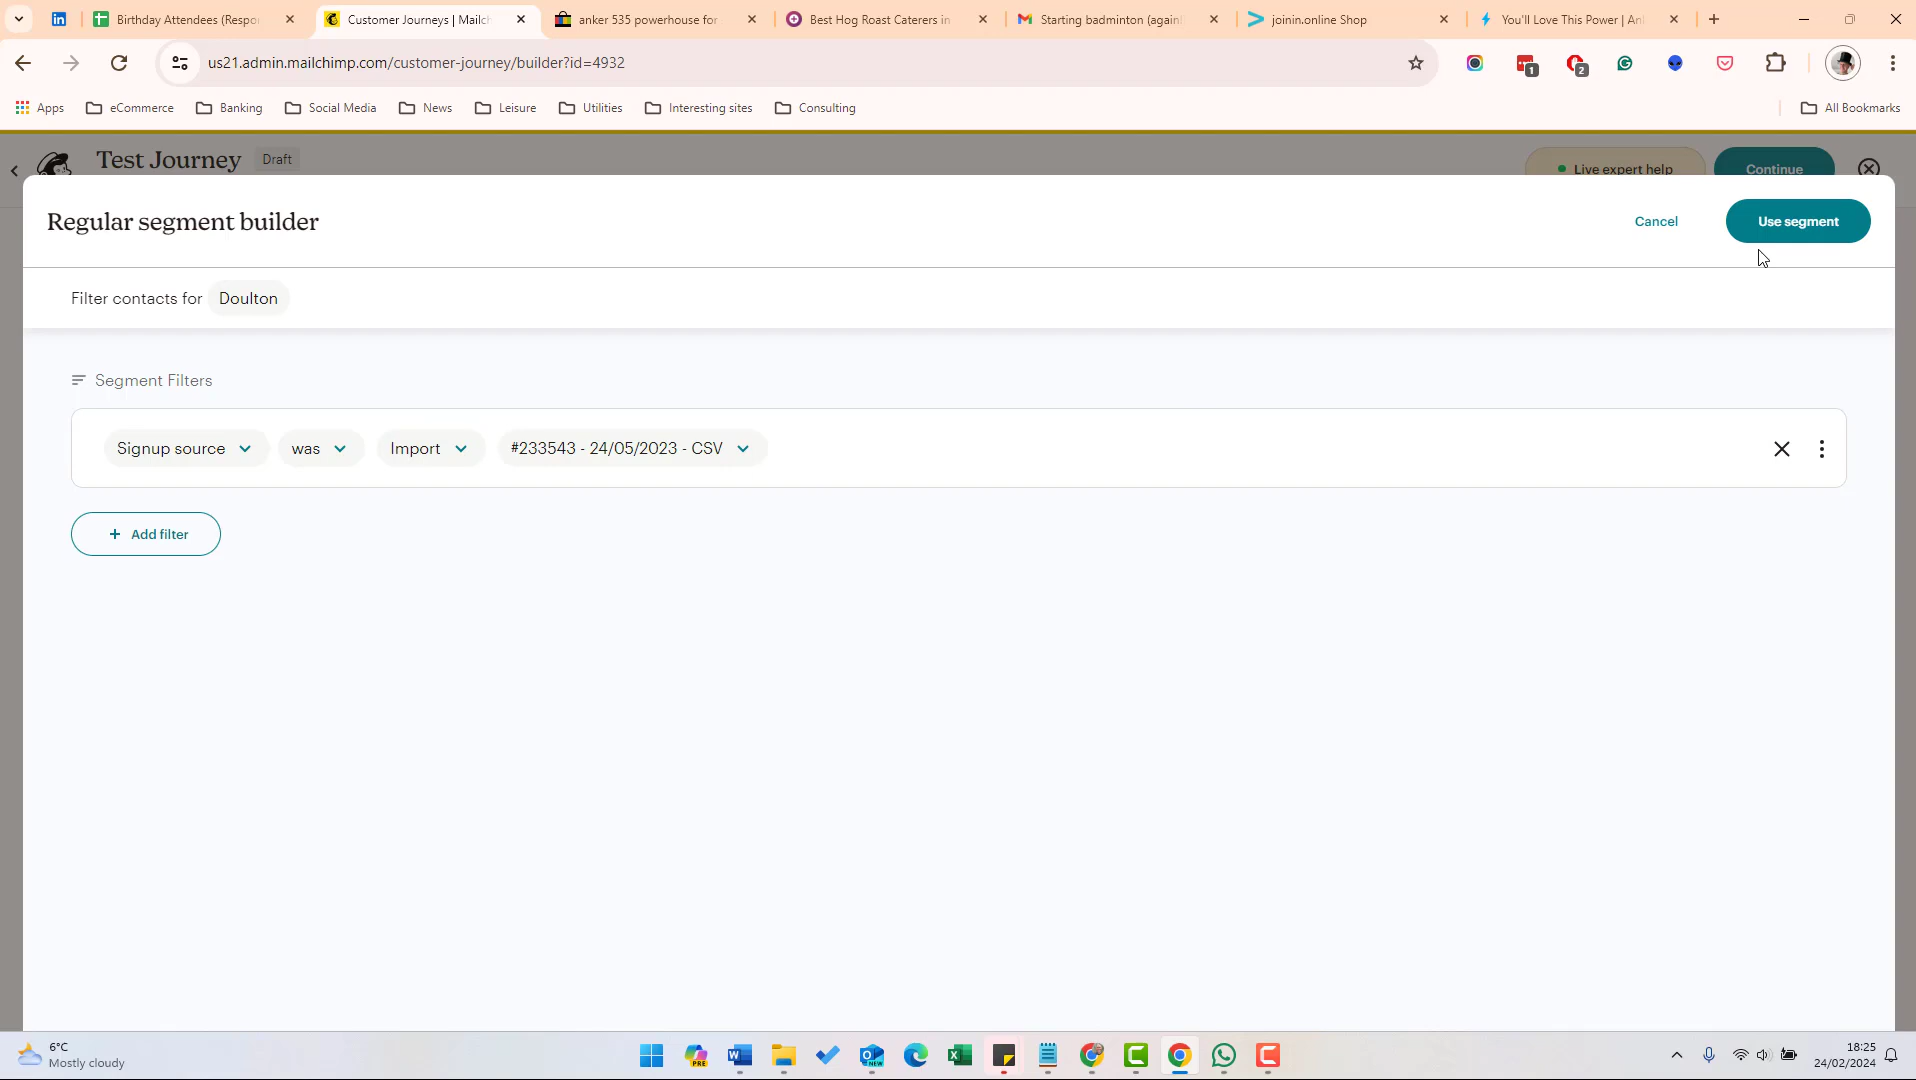 Birthday Attendees (Respo
Customer Journeys | Mailch
anker 535 powerhouse for
Best Hog Roast Caterers in
Starting badminton (again!
joinin.online Shop
You'll Love This Power | An
us21.admin.mailchimp.com/customer-journey/builder?id=4932
1
2
Apps
eCommerce
Banking
Social Media
News
Leisure
Utilities
Interesting sites
Consulting
All Bookmarks
Test Journey
Draft
Live expert help
Continue
Regular segment builder
Cancel
Use segment
Filter contacts for Doulton
Segment Filters
Signup source was Import #233543 - 24/05/2023 - CSV
+ Add filter
6°C
Mostly cloudy
18:25
24/02/2024